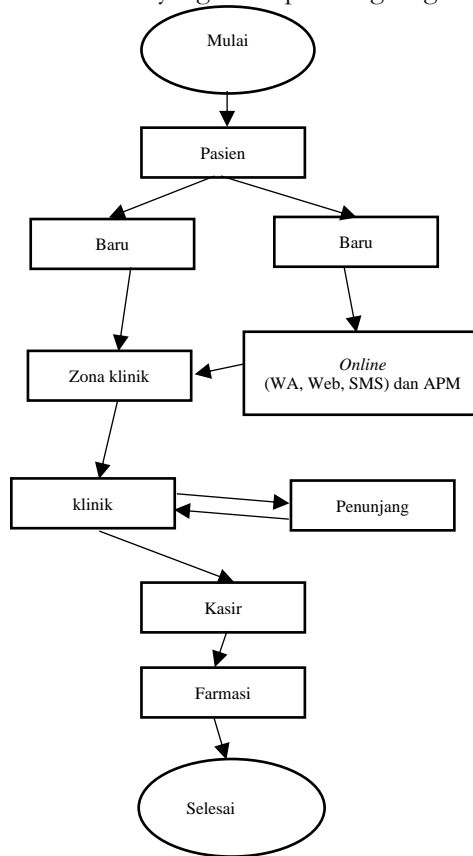 Mulai
Pasien
Baru
Baru
Zona klinik
Online
(WA, Web, SMS) dan APM
klinik
Penunjang
Kasir
Farmasi
Selesai